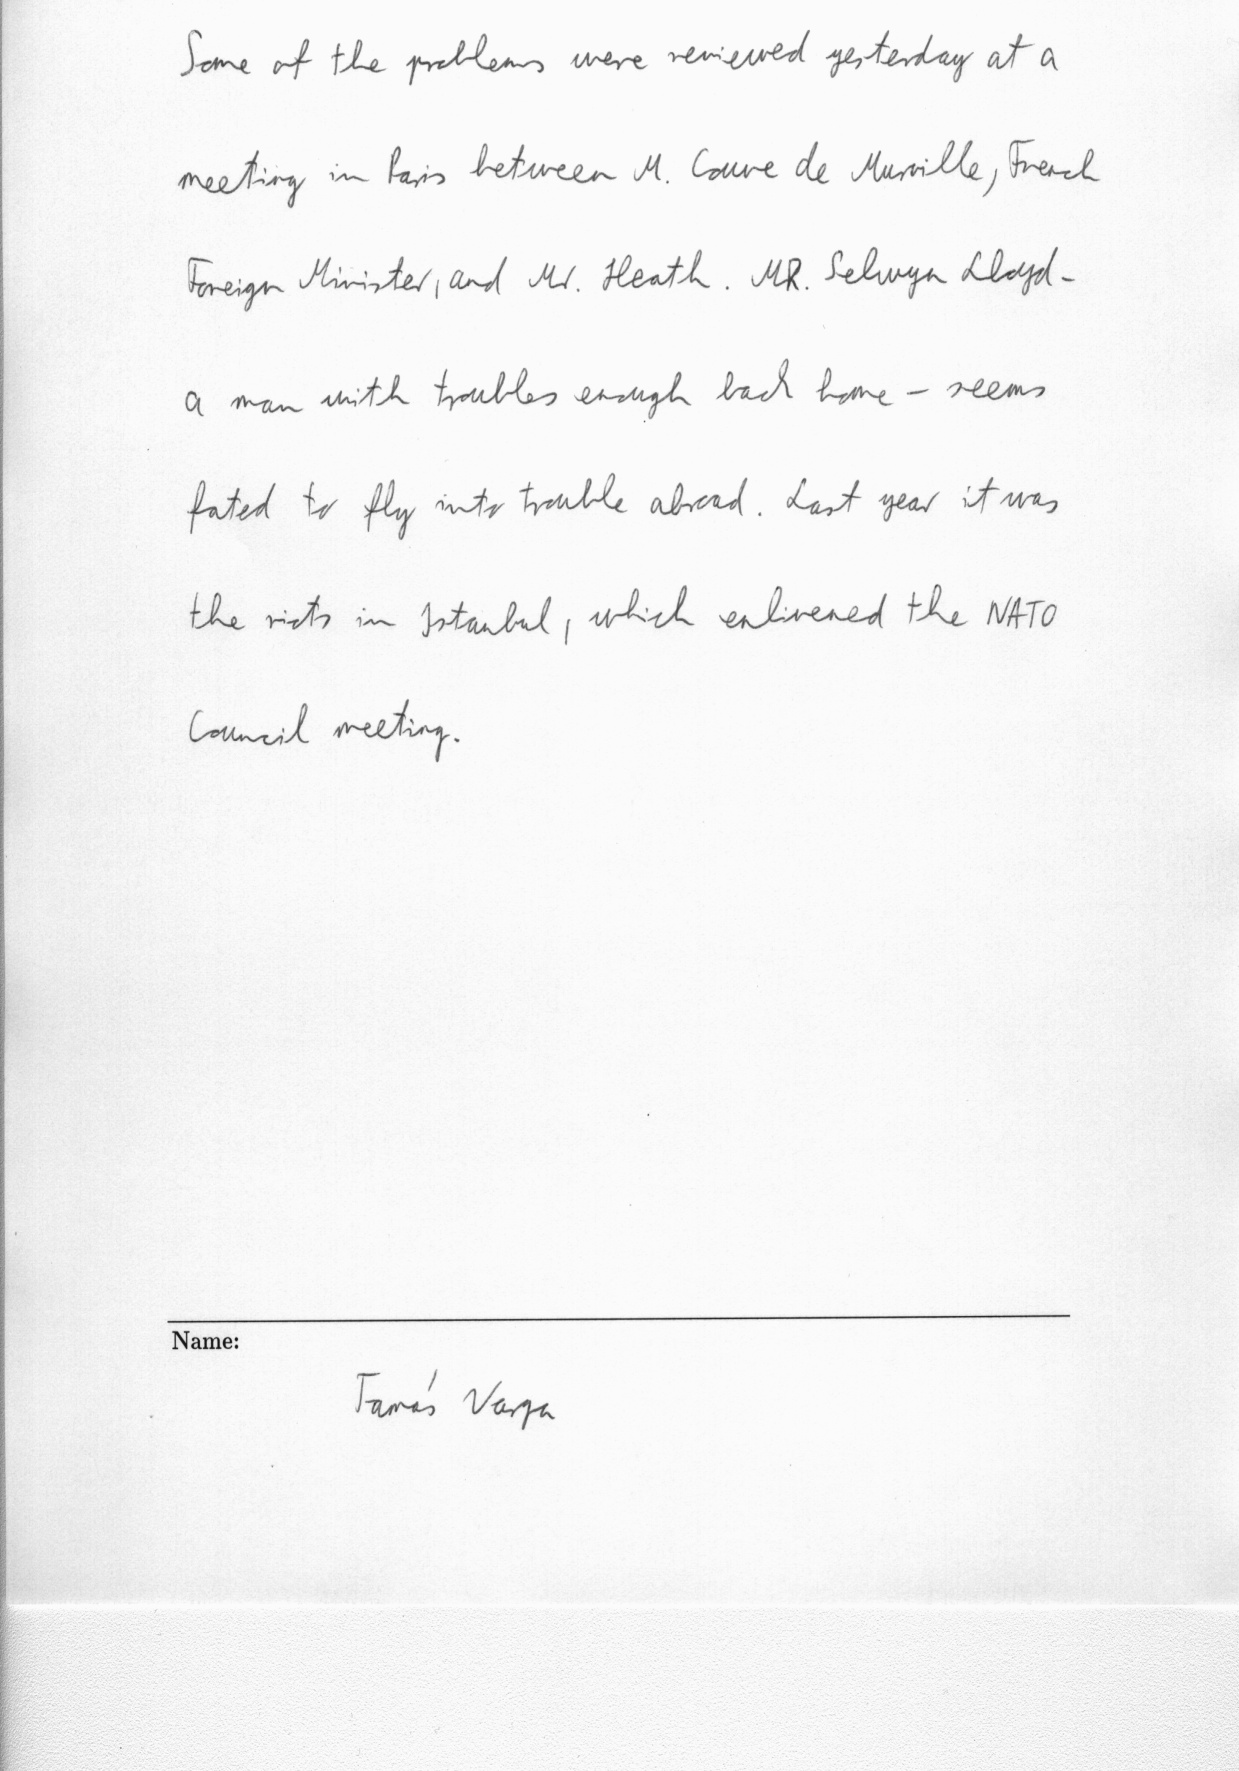 Some of the problems were reviewed yesterday at a
meeting in Paris between M. Couve de Murville, French
Foreign Minister, and Mr. Heath. MR. Selwyn Lloyd-
a man with troubles enough back home - seems
fated to fly into trouble abroad. Last year it was
the riots in Istanbul, which enlivened the NATO
Council meeting.
Name:
Tamás Varga